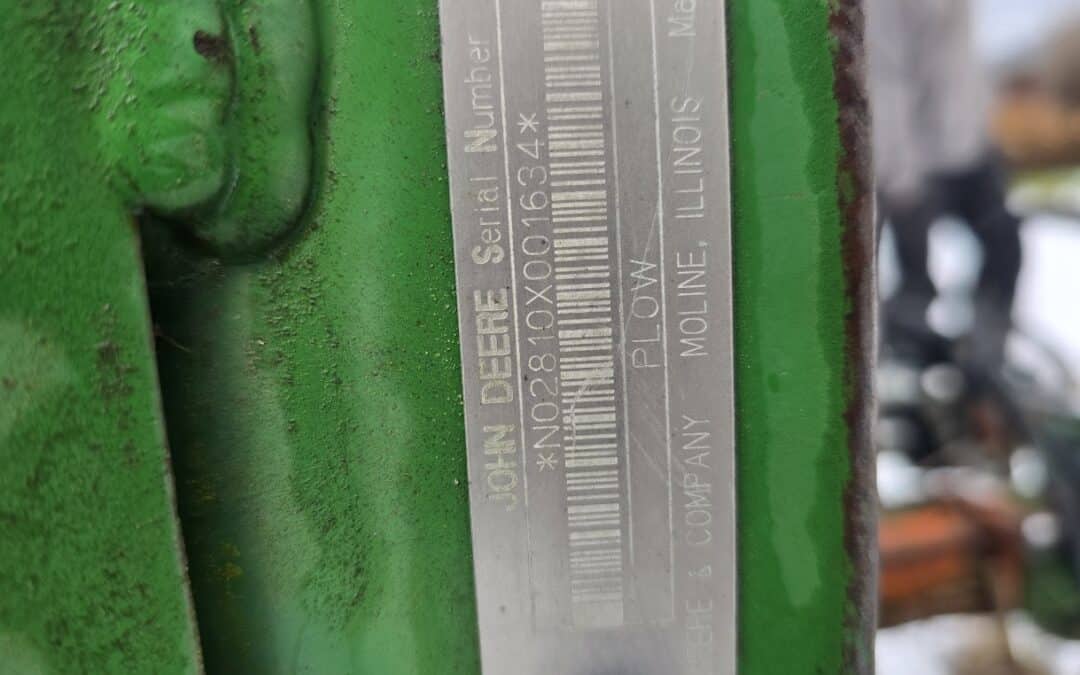 JOHN DEERE Serial Number
*N02810X001634*
PLOW
& COMPANY MOLINE, ILLINOIS